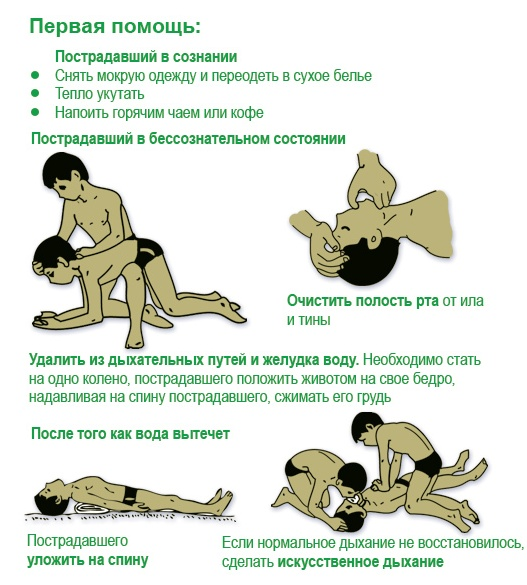 Первая помощь:
Пострадавший в сознании
Снять мокрую одежду и переодеть в сухое белье
Тепло укутать
Напоить горячим чаем или кофе
Пострадавший в бессознательном состоянии
Очистить полость рта от ила
и тины
Удалить из дыхательных путей и желудка воду. Необходимо стать
на одно колено, пострадавшего положить животом на свое бедро,
надавливая на спину пострадавшего, сжимать его грудь
После того как вода вытечет
Пострадавшего
уложить на спину
Если нормальное дыхание не восстановилось,
сделать искусственное дыхание